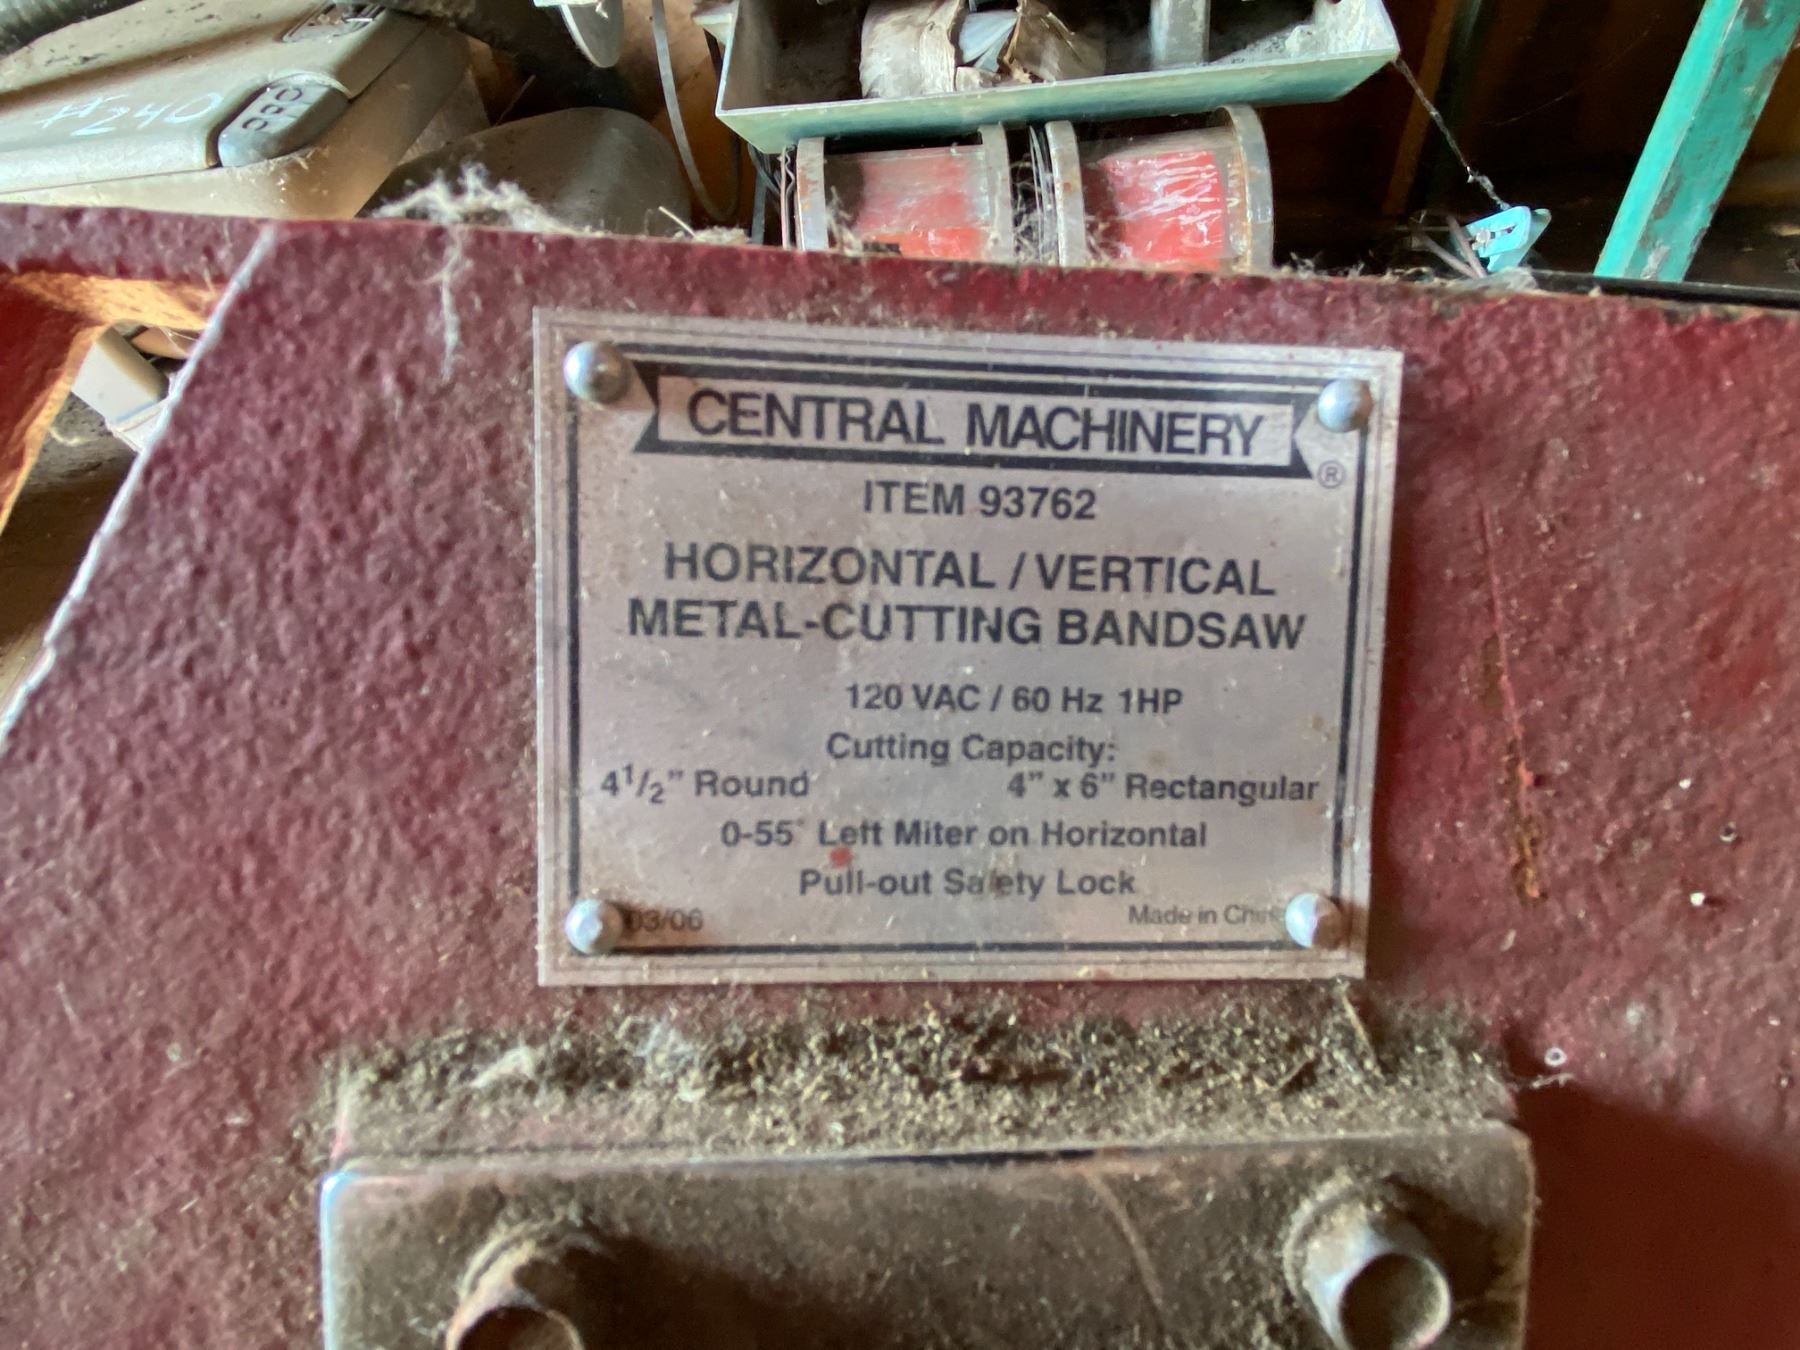 #240
CENTRAL MACHINERY
®
ITEM 93762
HORIZONTAL / VERTICAL
METAL-CUTTING BANDSAW
120 VAC / 60 Hz 1HP
Cutting Capacity:
4 1/2" Round 4" x 6" Rectangular
0-55° Left Miter on Horizontal
Pull-out Safety Lock
03/06 Made in China